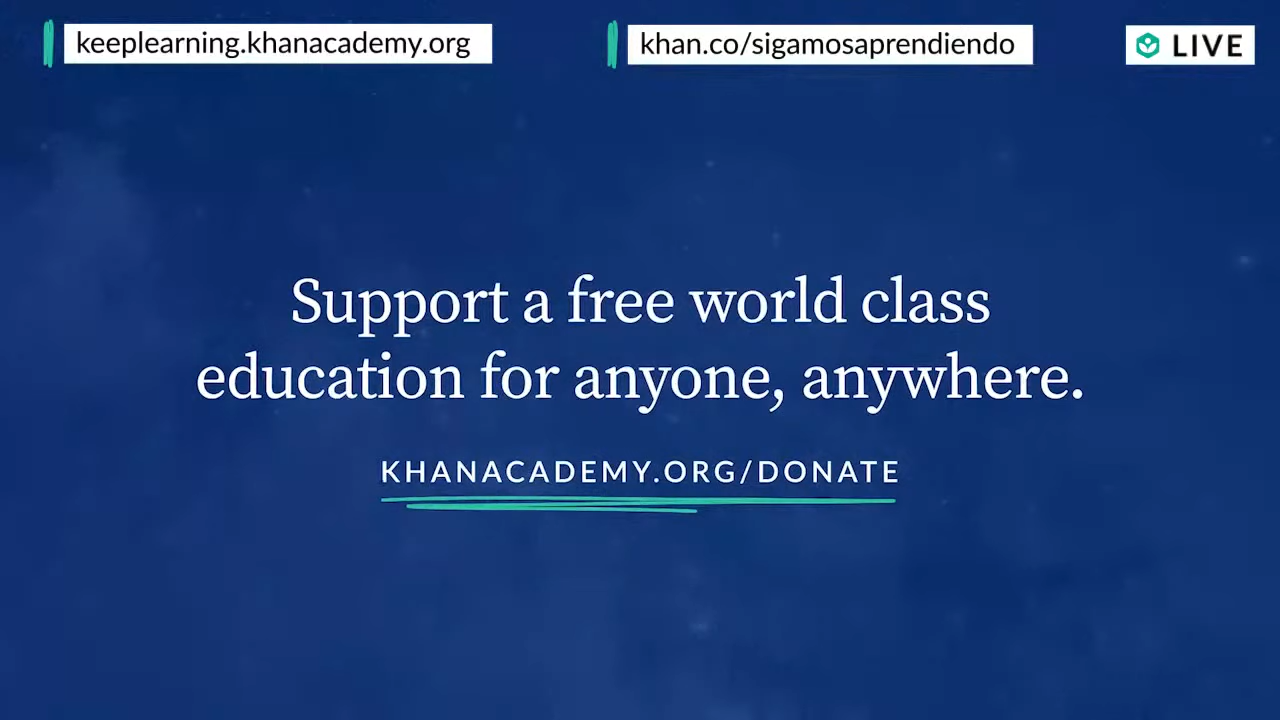 keeplearning.khanacademy.org
khan.co/sigamosaprendiendo
LIVE
Support a free world class
education for anyone, anywhere.
KHANACADEMY.ORG/DONATE